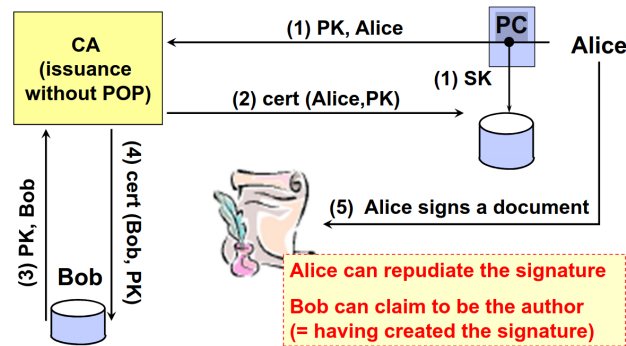 (1) PK, Alice
PC
Alice
CA
(issuance
without POP)
(1) SK
(2) cert (Alice,PK)
(3) PK, Bob
(4) cert (Bob, PK)
Bob
(5) Alice signs a document
Alice can repudiate the signature
Bob can claim to be the author
(= having created the signature)